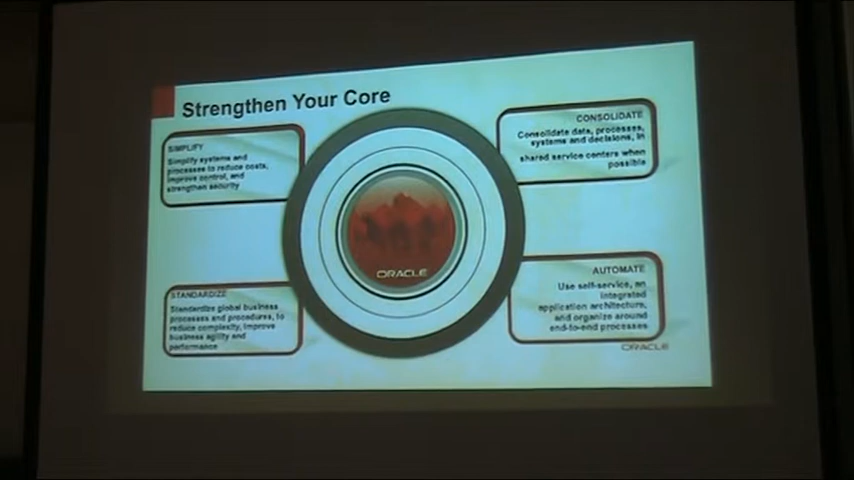 Strengthen Your Core
SIMPLIFY
Simplify systems and
processes to reduce costs,
improve control, and
strengthen security
CONSOLIDATE
Consolidate data, processes,
systems and decisions, in
shared service centers when
possible
ORACLE
STANDARDIZE
Standardize global business
processes and procedures, to
reduce complexity, improve
business agility and
performance
AUTOMATE
Use self-service, an
integrated
application architecture,
and organize around
end-to-end processes
ORACLE